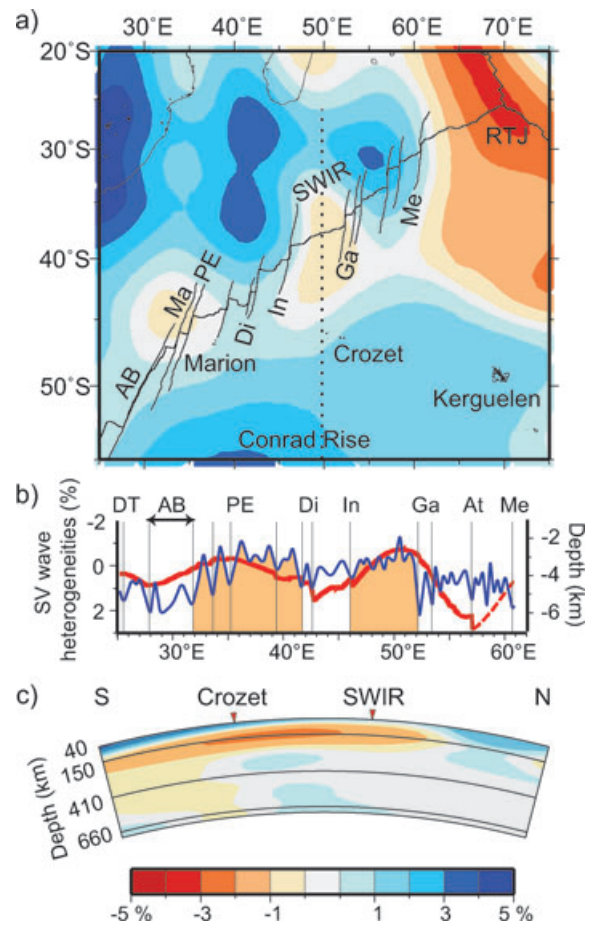 a)
30°E 40°E 50°E 60°E 70°E
20°S
30°S
40°S
50°S
RTJ
SWIR
Me
Ga
In
Di
PE
Ma
AB
Marion
Crozet
Kerguelen
Conrad Rise
b)
DT AB PE Di In Ga At Me
SV wave
heterogeneities (%)
-2
0
2
-2
-4
-6
Depth (km)
30°E 40°E 50°E 60°E
c)
S Crozet SWIR N
40
150
410
660
Depth (km)
-5 % -3 -1 1 3 5 %